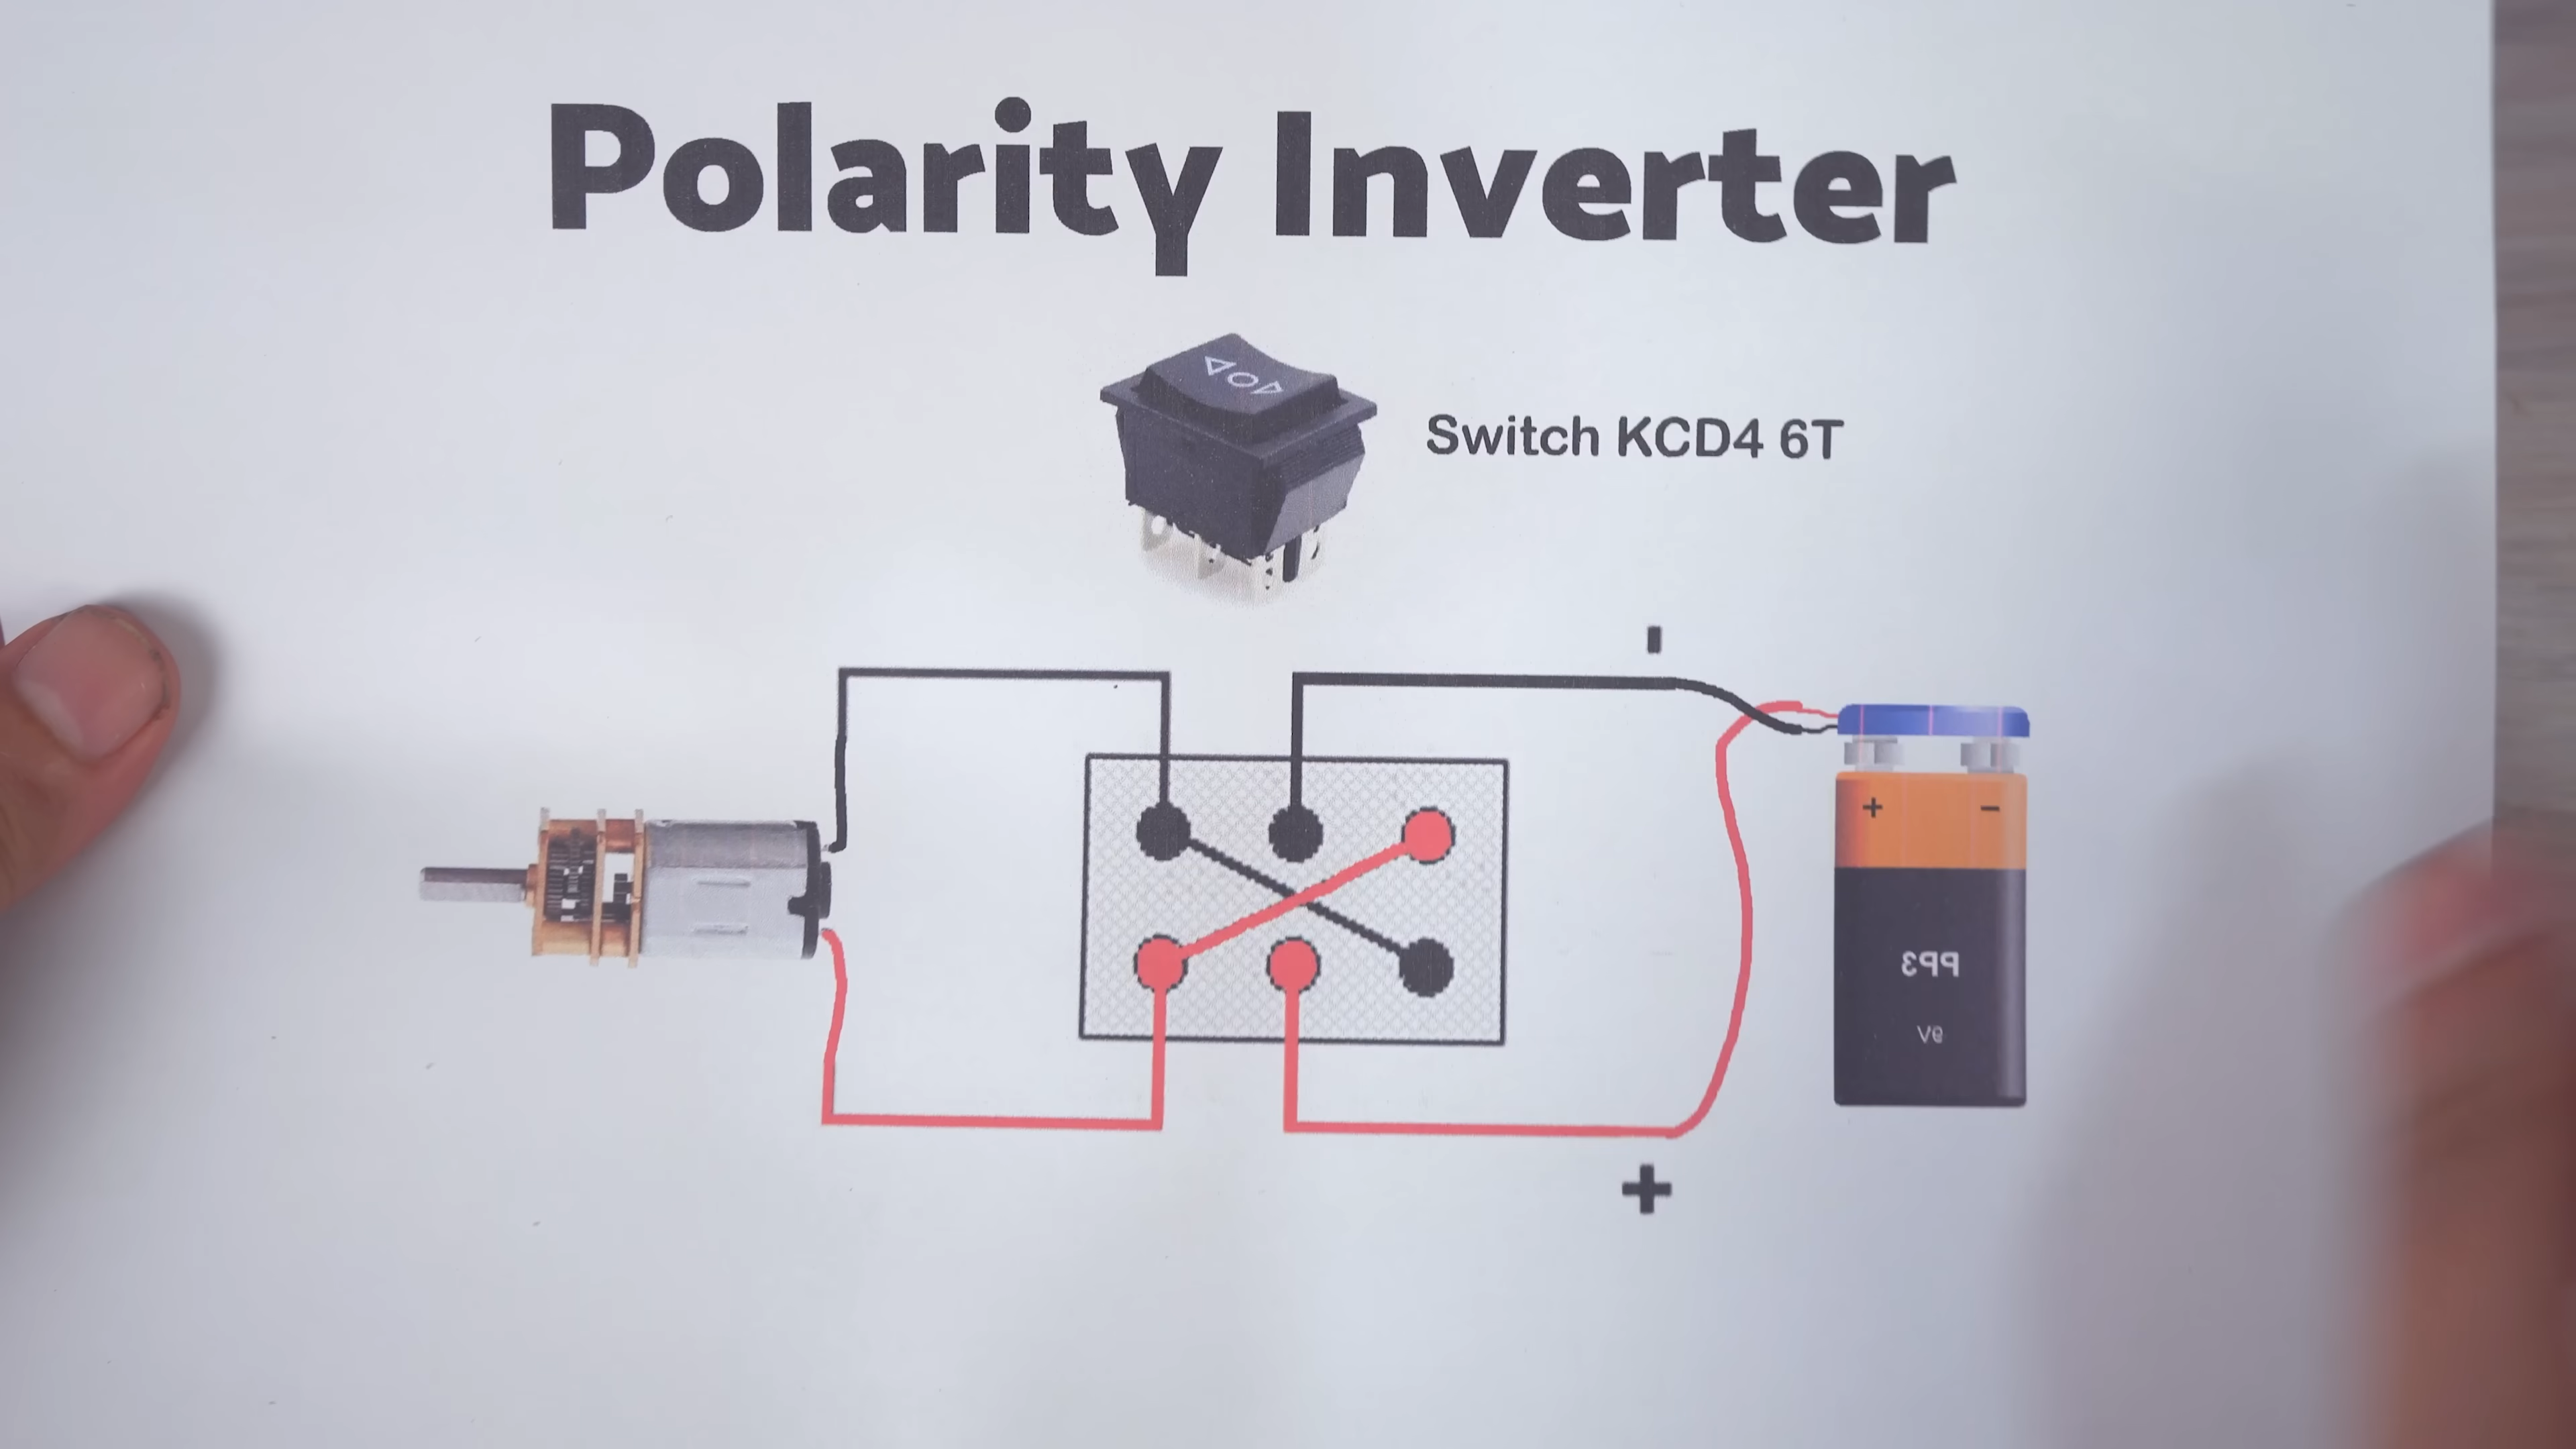 Polarity Inverter
Switch KCD4 6T
-
+ −
PP3
9V
+